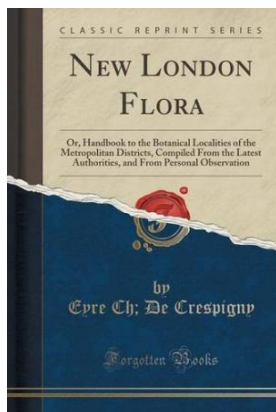 CLASSIC REPRINT SERIES
NEW LONDON
FLORA
Or, Handbook to the Botanical Localities of the
Metropolitan Districts, Compiled From the Latest
Authorities, and From Personal Observation
by
Eyre Ch; De Crespigny
Forgotten Books